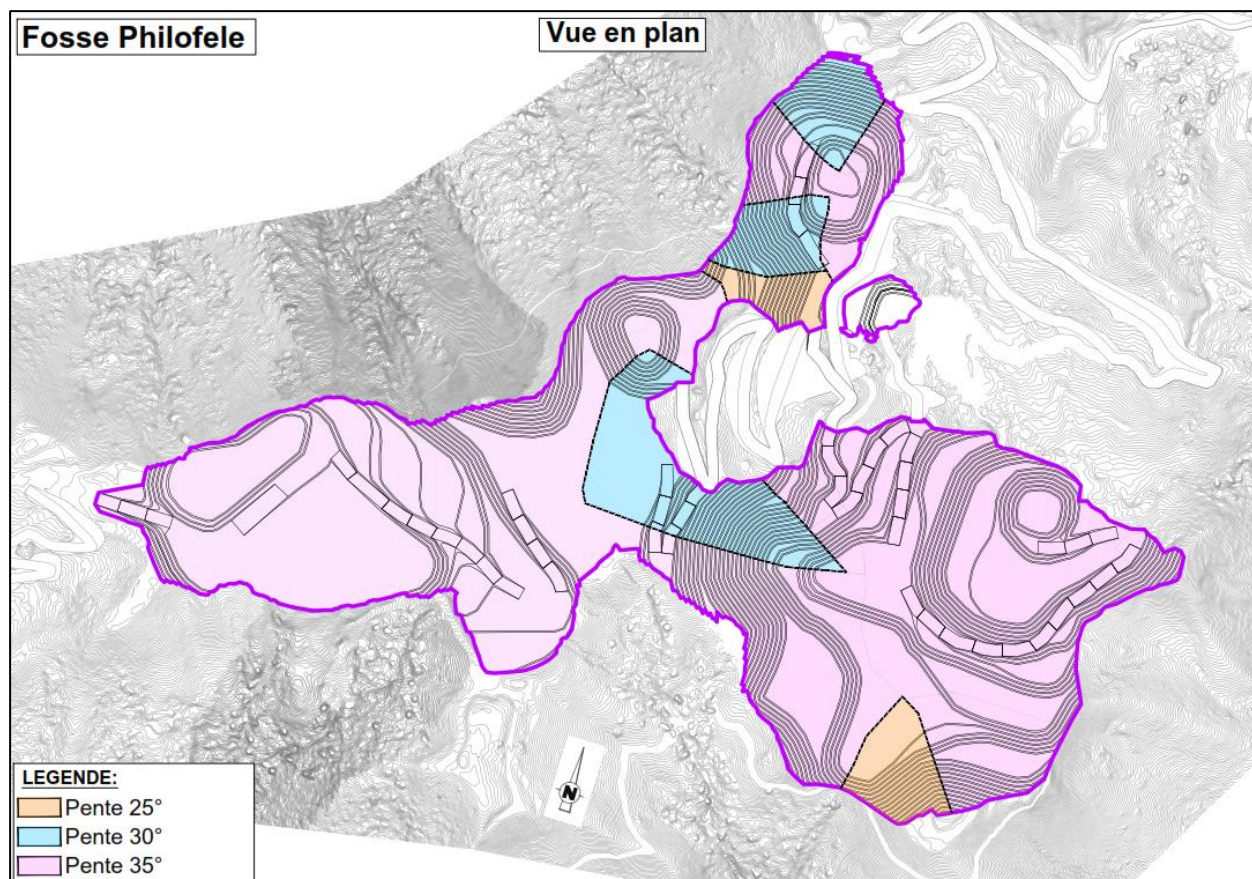 Fosse Philofele
Vue en plan
N
LEGENDE:
Pente 25°
Pente 30°
Pente 35°